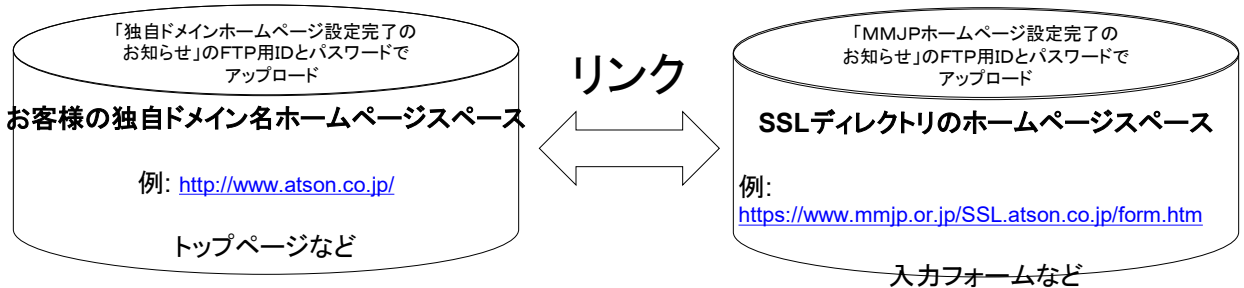 「独自ドメインホームページ設定完了の
お知らせ」のFTP用IDとパスワードで
アップロード
お客様の独自ドメイン名ホームページスペース
例: http://www.atson.co.jp/
トップページなど
リンク
「ＭＭＪＰホームページ設定完了の
お知らせ」のFTP用IDとパスワードで
アップロード
SSLディレクトリのホームページスペース
例:
https://www.mmjp.or.jp/SSL.atson.co.jp/form.htm
入力フォームなど